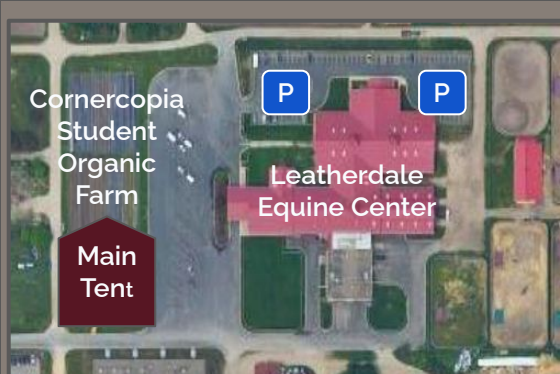 Cornercopia
Student
Organic
Farm
P
P
Leatherdale
Equine Center
Main
Tent